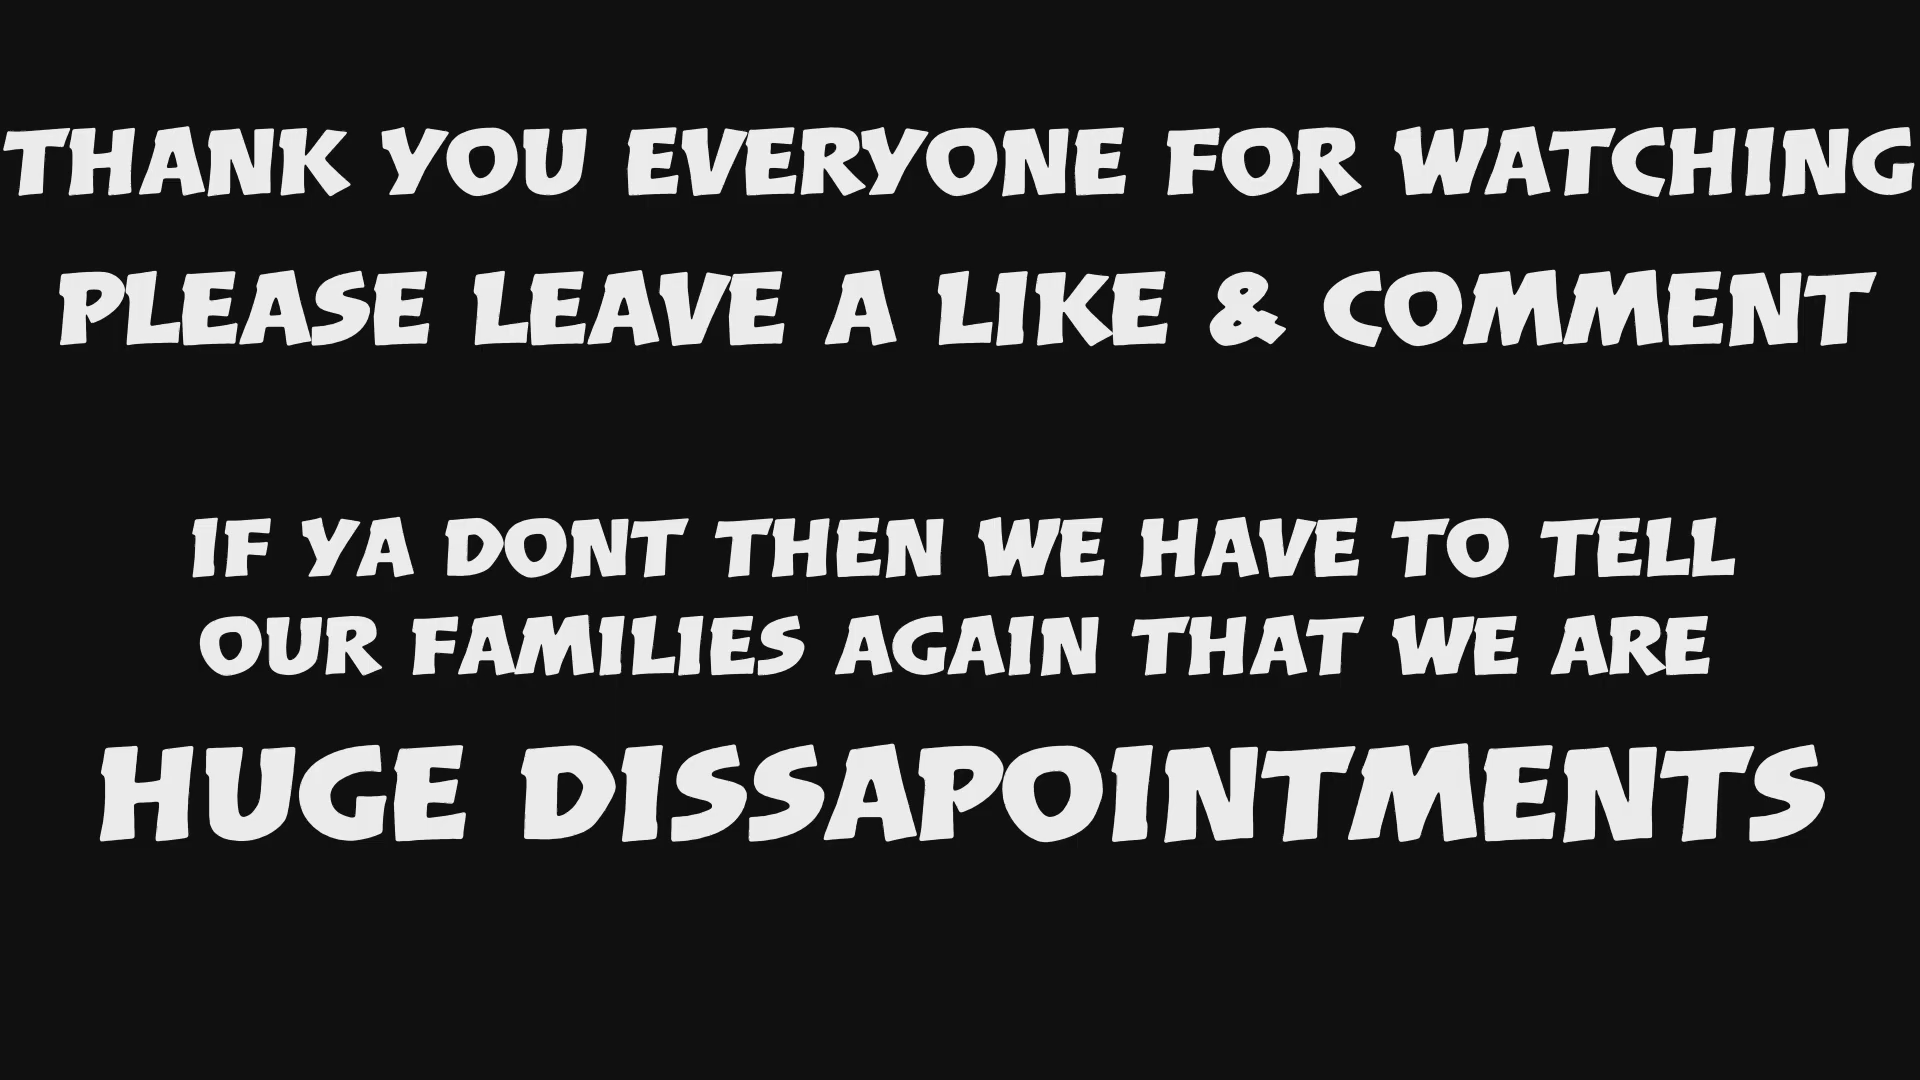 THANK YOU EVERYONE FOR WATCHING
PLEASE LEAVE A LIKE & COMMENT
IF YA DONT THEN WE HAVE TO TELL
OUR FAMILIES AGAIN THAT WE ARE
HUGE DISSAPOINTMENTS